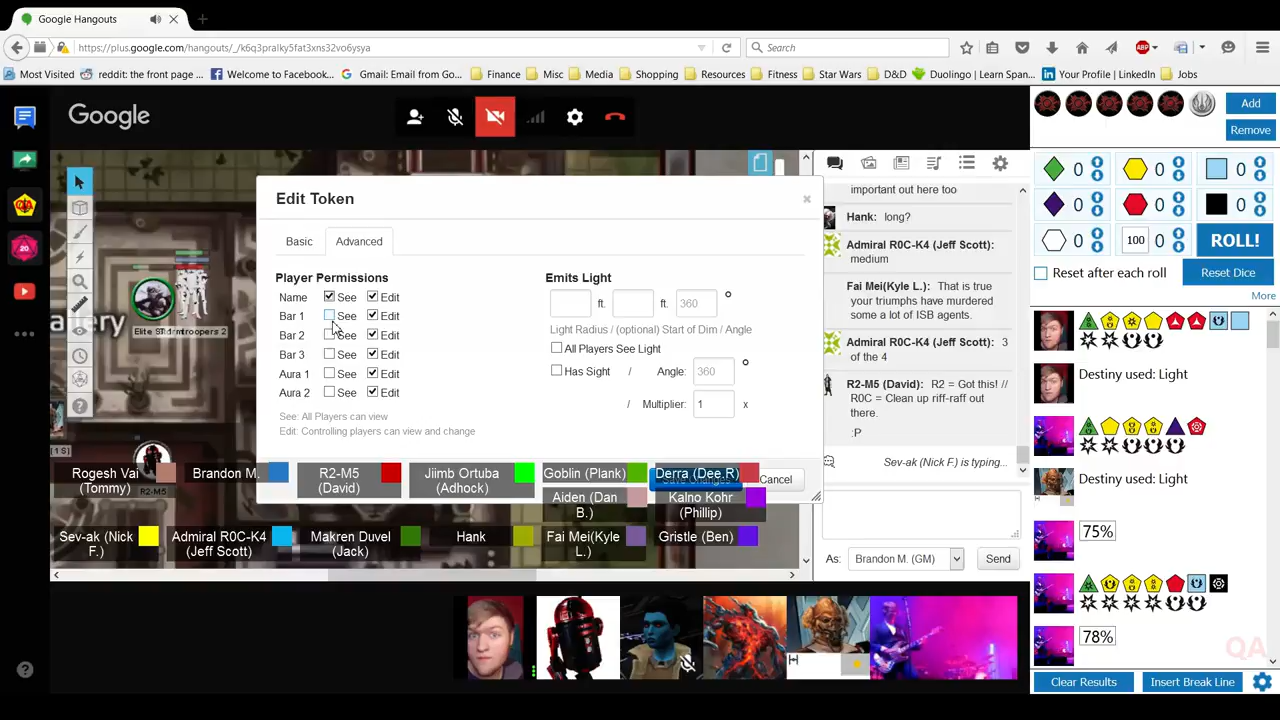 Google Hangouts
https://plus.google.com/hangouts/_/k6q3pralky5fat3xns32vo6ysya
Search
ABP
Most Visited
reddit: the front page ...
Welcome to Facebook...
Gmail: Email from Go...
Finance
Misc
Media
Shopping
Resources
Fitness
Star Wars
D&D
Duolingo | Learn Span...
Your Profile | LinkedIn
Jobs
Google
Add
Remove
0
0
0
0
0
0
0
100
0
ROLL!
Reset after each roll
Reset Dice
More
Edit Token
Basic
Advanced
Player Permissions
Name See Edit
Bar 1 See Edit
Bar 2 See Edit
Bar 3 See Edit
Aura 1 See Edit
Aura 2 See Edit
See: All Players can view
Edit: Controlling players can view and change
Emits Light
ft. ft. 360 °
Light Radius / (optional) Start of Dim / Angle
All Players See Light
Has Sight / Angle: 360 °
/ Multiplier: 1 x
Cancel
R2-M5
Rogesh Vai
(Tommy)
Brandon M.
R2-M5
(David)
Jiimb Ortuba
(Adhock)
Goblin (Plank)
Derra (Dee.R)
Aiden (Dan
B.)
Kalno Kohr
(Phillip)
Sev-ak (Nick
F.)
Admiral R0C-K4
(Jeff Scott)
Makren Duvel
(Jack)
Hank
Fai Mei(Kyle
L.)
Gristle (Ben)
important out here too
Hank: long?
Admiral R0C-K4 (Jeff Scott):
medium
Fai Mei(Kyle L.): That is true
your triumphs have murdered
some a lot of ISB agents.
Admiral R0C-K4 (Jeff Scott): 3
of the 4
R2-M5 (David): R2 = Got this! //
R0C = Clean up riff-raff out
there.
:P
Sev-ak (Nick F.) is typing...
As:
Brandon M. (GM)
Send
Destiny used: Light
Destiny used: Light
75%
78%
Clear Results
Insert Break Line
QA
20